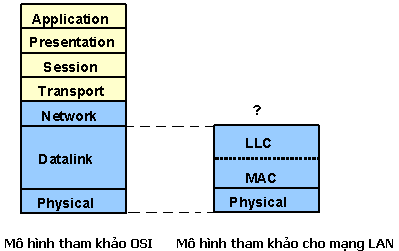 Application
Presentation
Session
Transport
Network
Datalink
Physical
?
LLC
MAC
Physical
Mô hình tham khảo OSI
Mô hình tham khảo cho mạng LAN